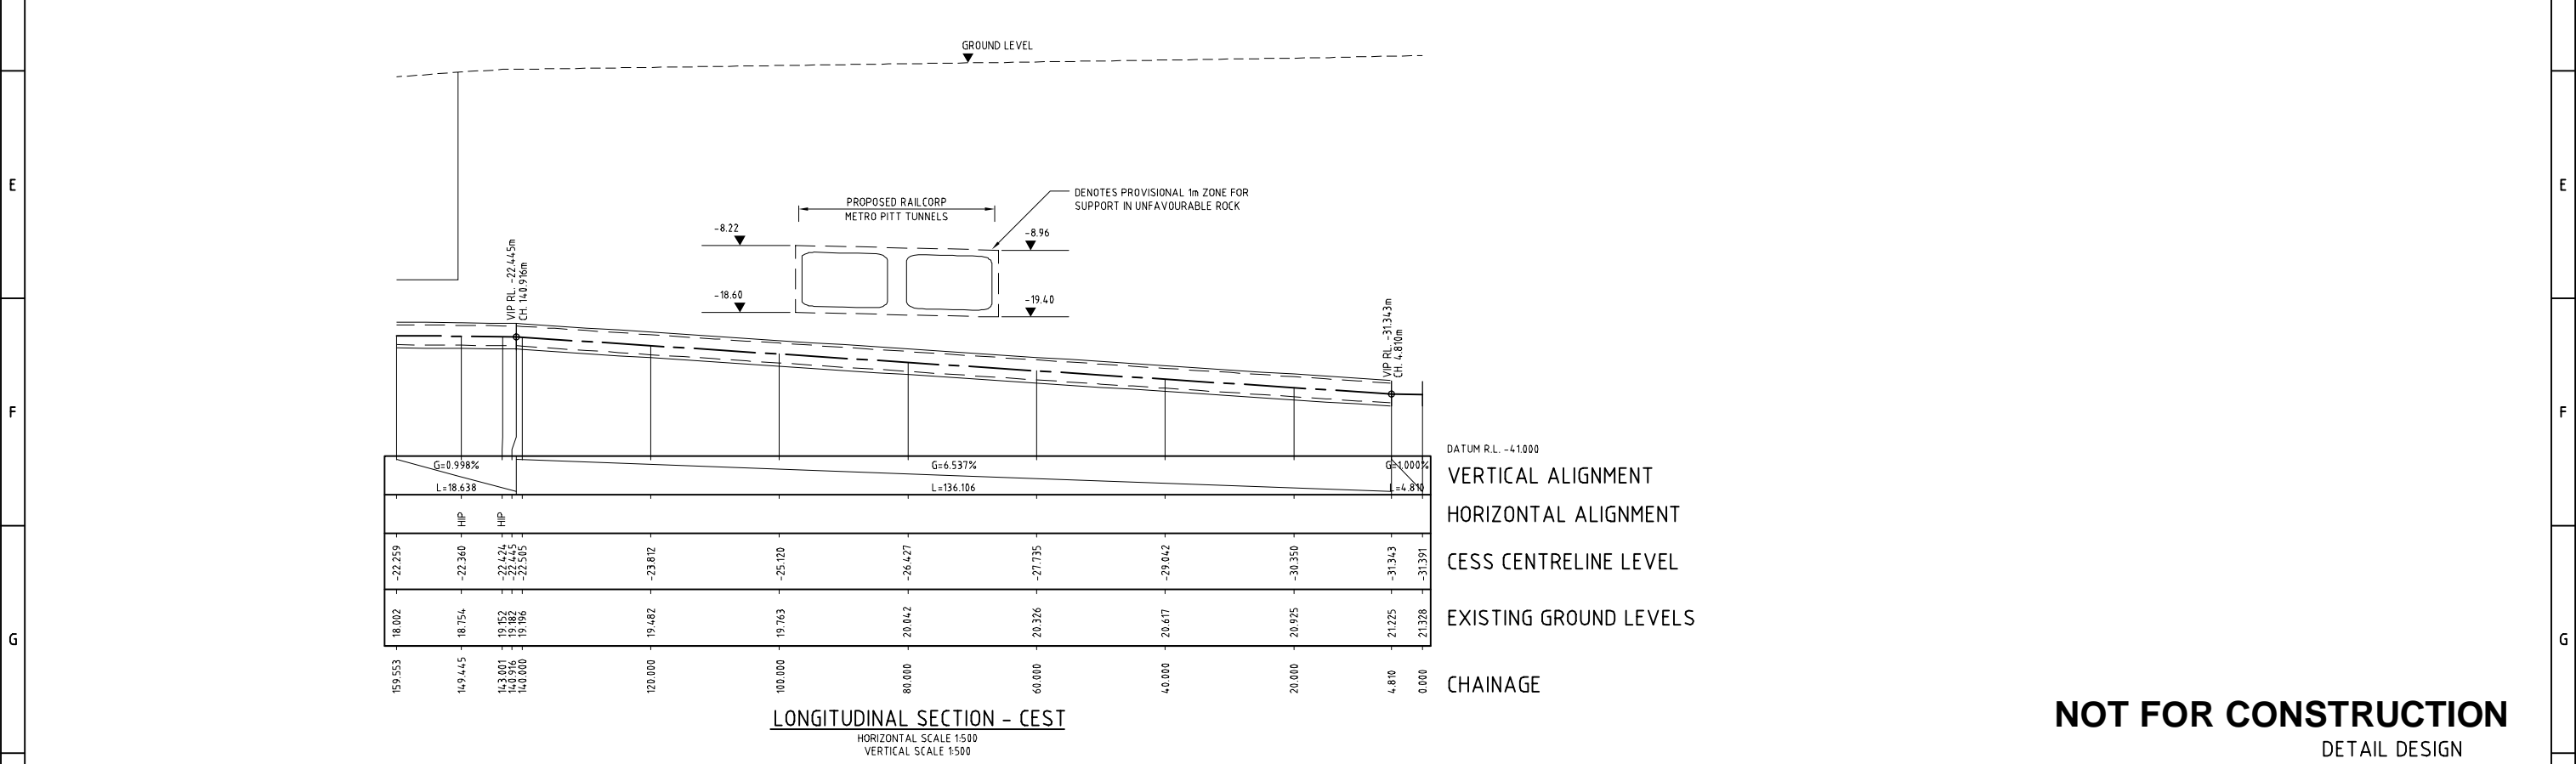 GROUND LEVEL
E
E
PROPOSED RAILCORP
METRO PITT TUNNELS
DENOTES PROVISIONAL 1m ZONE FOR
SUPPORT IN UNFAVOURABLE ROCK
-8.22
-8.96
-18.60
-19.40
VIP RL. -22.445m
CH. 140.916m
VIP RL. -31.343m
CH. 4.810m
F
F
DATUM R.L. -41.000
G=0.998%
G=6.537%
G=1.000%
L=18.638
L=136.106
L=4.810
VERTICAL ALIGNMENT
HIP
HIP
HORIZONTAL ALIGNMENT
-22.259
-22.360
-22.424
-22.445
-22.505
-23.812
-25.120
-26.427
-27.735
-29.042
-30.350
-31.343
-31.391
CESS CENTRELINE LEVEL
18.002
18.754
19.152
19.182
19.196
19.482
19.763
20.042
20.326
20.617
20.925
21.225
21.328
EXISTING GROUND LEVELS
G
G
159.553
149.445
143.001
140.916
140.000
120.000
100.000
80.000
60.000
40.000
20.000
4.810
0.000
CHAINAGE
LONGITUDINAL SECTION - CEST
HORIZONTAL SCALE 1:500
VERTICAL SCALE 1:500
NOT FOR CONSTRUCTION
DETAIL DESIGN